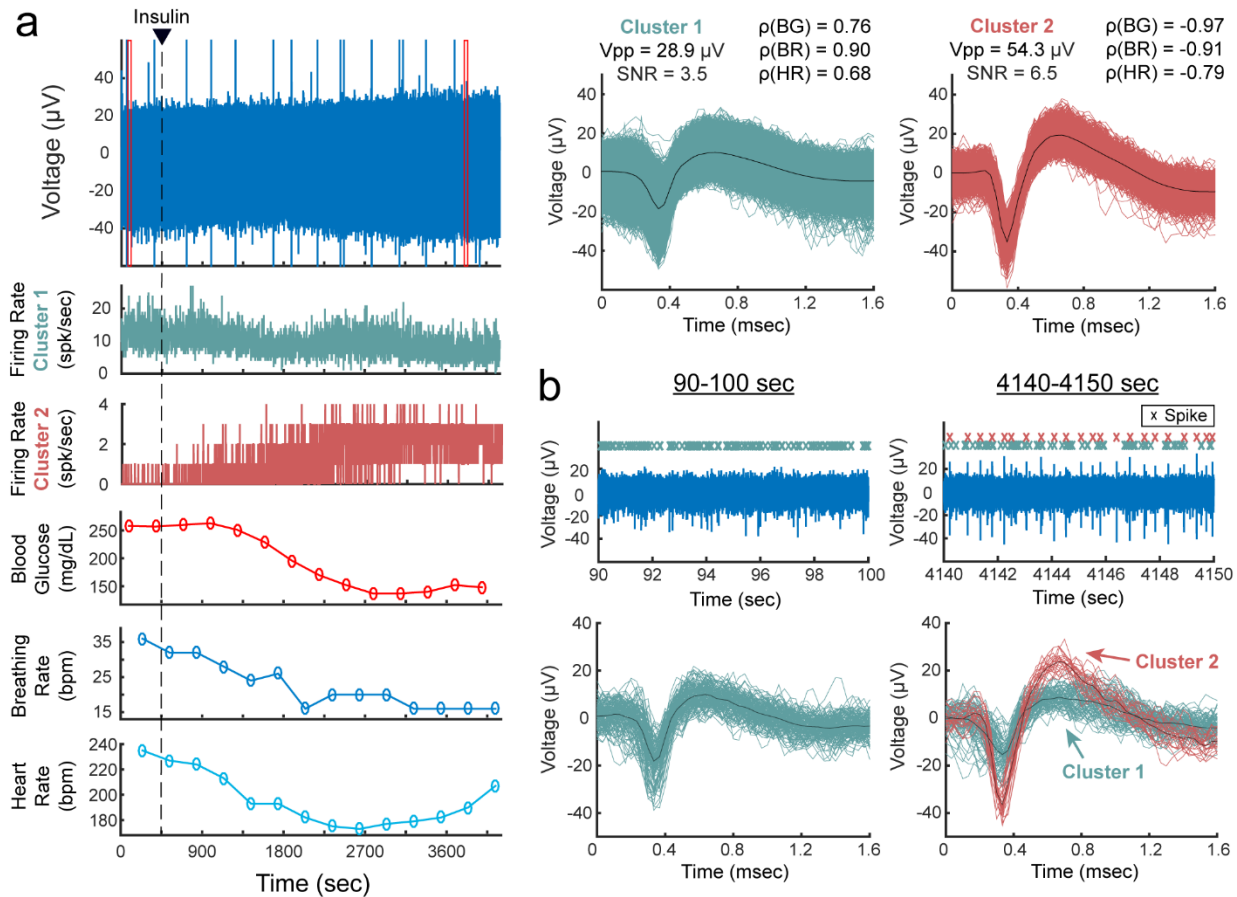 a
Insulin
Voltage (µV)
40
20
0
-20
-40
Firing Rate
Cluster 1
(spk/sec)
20
10
0
Firing Rate
Cluster 2
(spk/sec)
4
2
0
Blood
Glucose
(mg/dL)
250
200
150
Breathing
Rate
(bpm)
35
25
15
Heart
Rate
(bpm)
240
220
200
180
0 900 1800 2700 3600
Time (sec)
Cluster 1
Vpp = 28.9 µV
SNR = 3.5
ρ(BG) = 0.76
ρ(BR) = 0.90
ρ(HR) = 0.68
Voltage (µV)
40
20
0
-20
-40
0 0.4 0.8 1.2 1.6
Time (msec)
Cluster 2
Vpp = 54.3 µV
SNR = 6.5
ρ(BG) = -0.97
ρ(BR) = -0.91
ρ(HR) = -0.79
Voltage (µV)
40
20
0
-20
-40
0 0.4 0.8 1.2 1.6
Time (msec)
b
90-100 sec
Voltage (µV)
20
0
-20
-40
90 92 94 96 98 100
Time (sec)
4140-4150 sec
x Spike
Voltage (µV)
20
0
-20
-40
4140 4142 4144 4146 4148 4150
Time (sec)
Voltage (µV)
40
20
0
-20
-40
0 0.4 0.8 1.2 1.6
Time (msec)
Voltage (µV)
40
20
0
-20
-40
Cluster 2
Cluster 1
0 0.4 0.8 1.2 1.6
Time (msec)